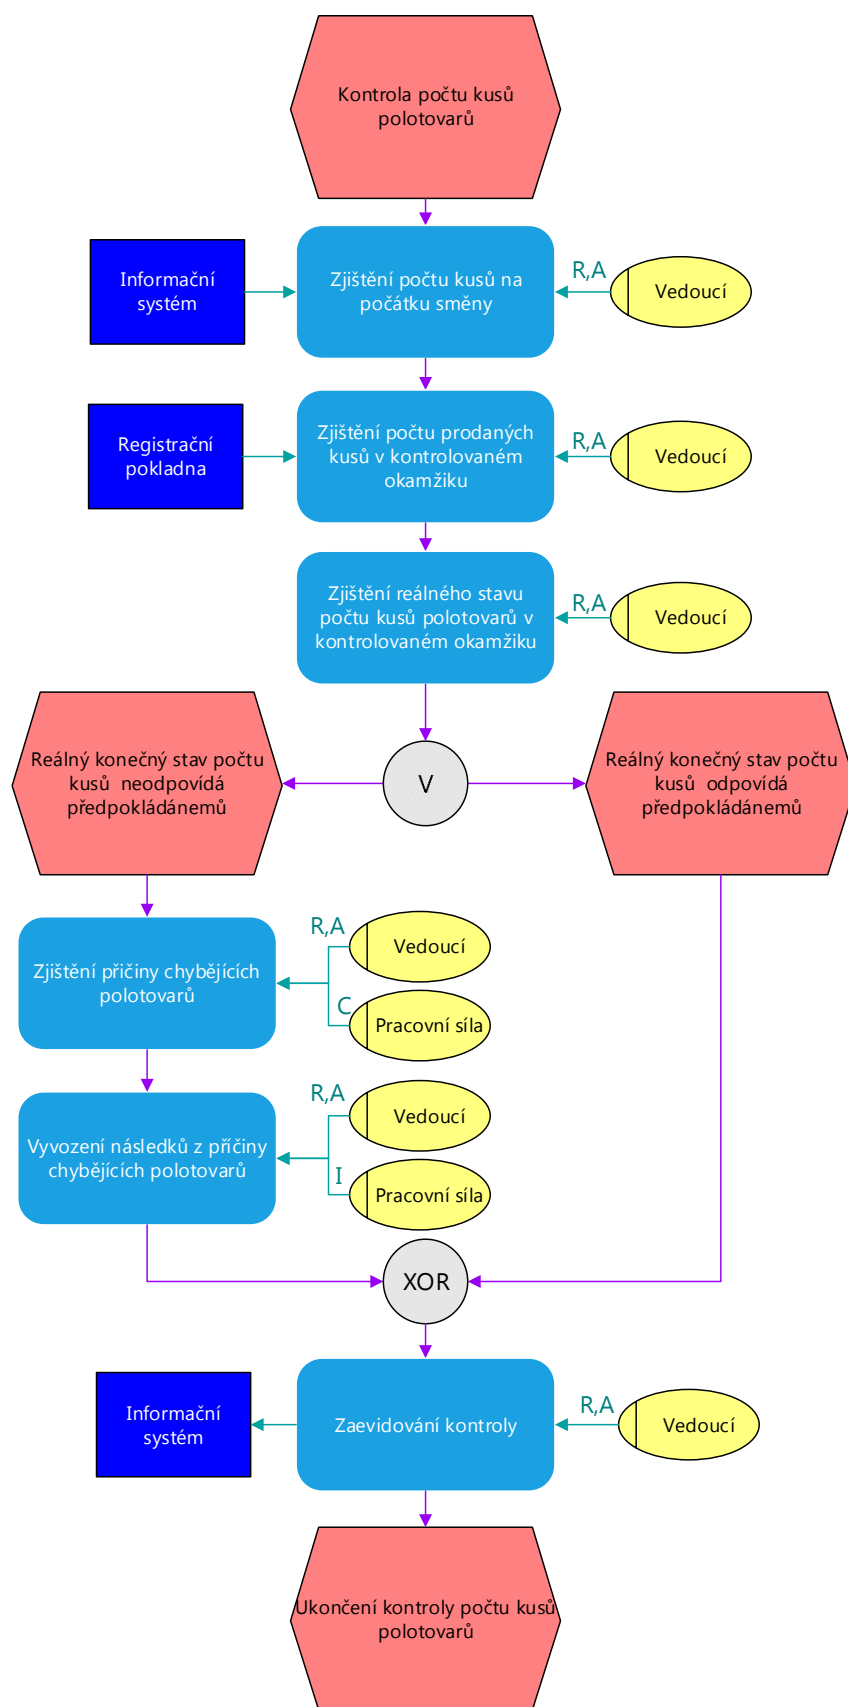 Kontrola počtu kusů
polotovarů
Informační
systém
Zjištění počtu kusů na
počátku směny
R,A
Vedoucí
Registrační
pokladna
Zjištění počtu prodaných
kusů v kontrolovaném
okamžiku
R,A
Vedoucí
Zjištění reálného stavu
počtu kusů polotovarů v
kontrolovaném okamžiku
R,A
Vedoucí
Reálný konečný stav počtu
kusů neodpovídá
předpokládánemů
V
Reálný konečný stav počtu
kusů odpovídá
předpokládánemů
Zjištění přičiny chybějících
polotovarů
R,A
Vedoucí
C
Pracovní síla
Vyvození následků z příčiny
chybějících polotovarů
R,A
Vedoucí
I
Pracovní síla
XOR
Informační
systém
Zaevidování kontroly
R,A
Vedoucí
Ukončení kontroly počtu kusů
polotovarů